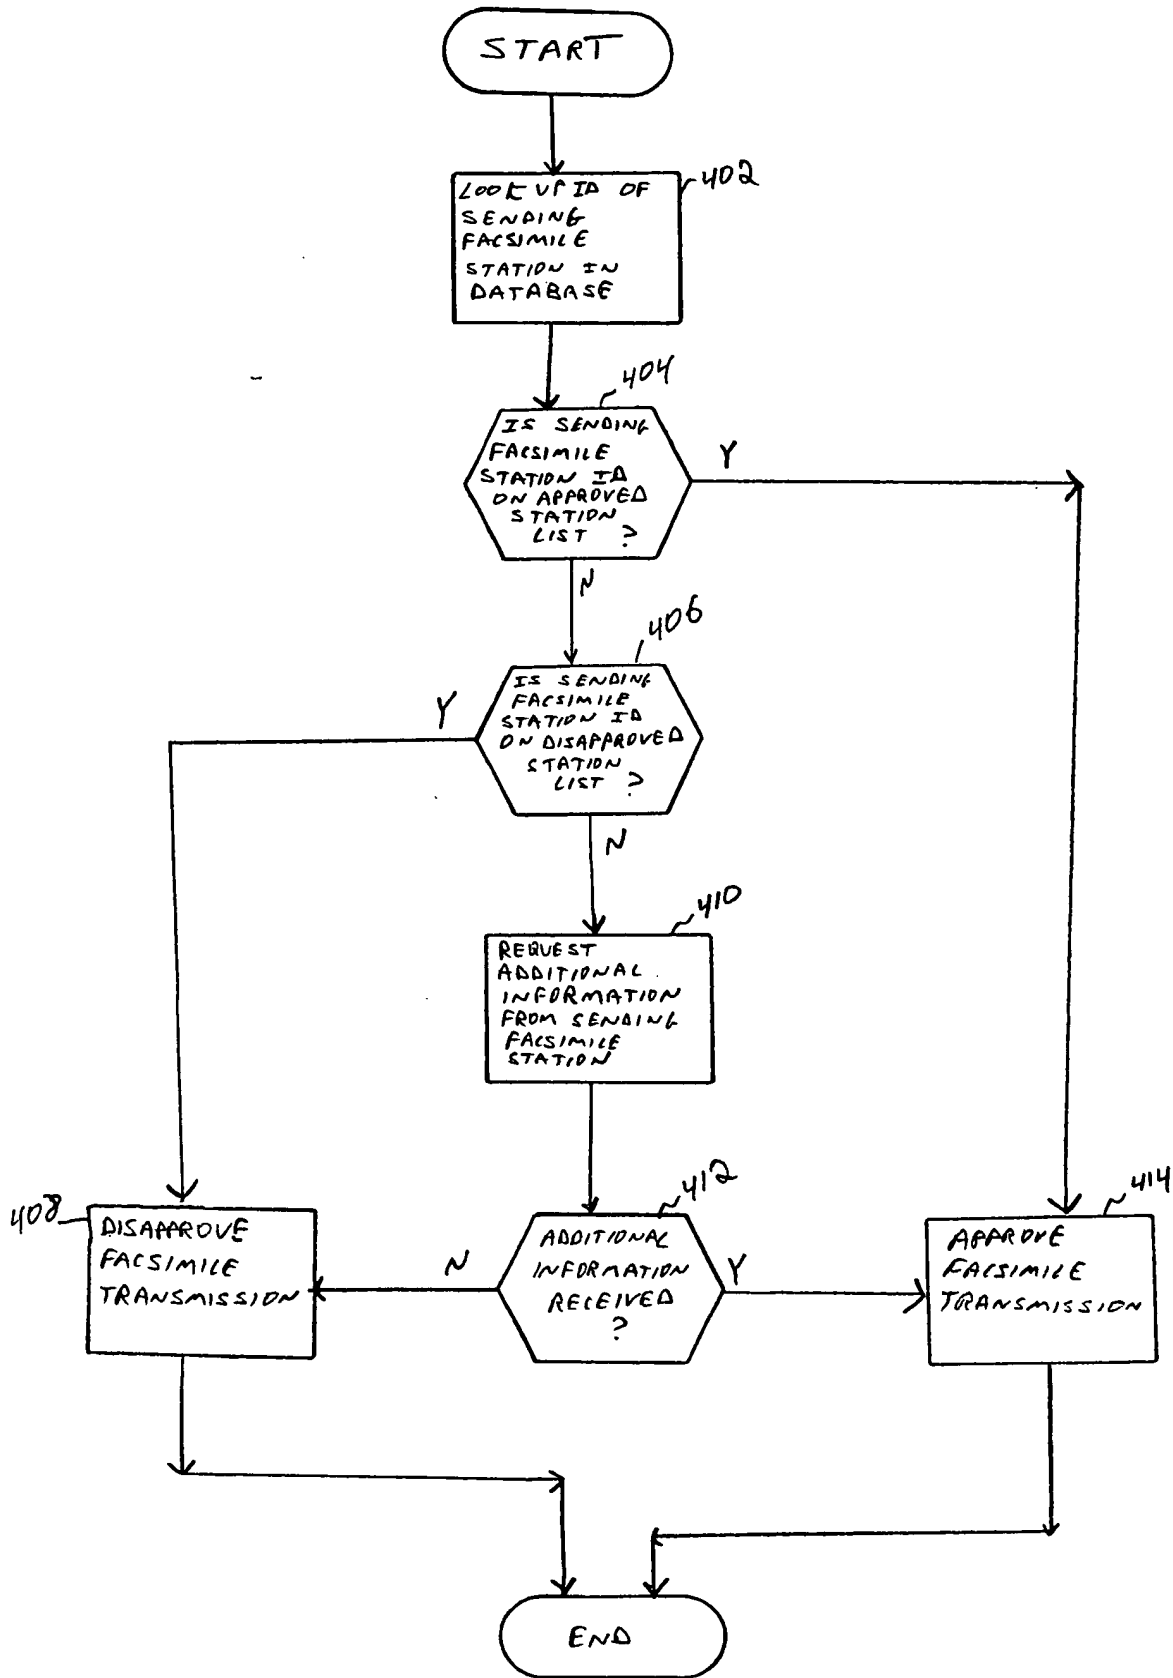 START
402
LOOK UP ID OF
SENDING
FACSIMILE
STATION IN
DATABASE
404
IS SENDING
FACSIMILE
STATION ID
ON APPROVED
STATION
LIST ?
Y
N
406
IS SENDING
FACSIMILE
STATION ID
ON DISAPPROVED
STATION
LIST ?
Y
N
410
REQUEST
ADDITIONAL
INFORMATION
FROM SENDING
FACSIMILE
STATION
412
ADDITIONAL
INFORMATION
RECEIVED
?
N
Y
408
DISAPPROVE
FACSIMILE
TRANSMISSION
414
APPROVE
FACSIMILE
TRANSMISSION
END